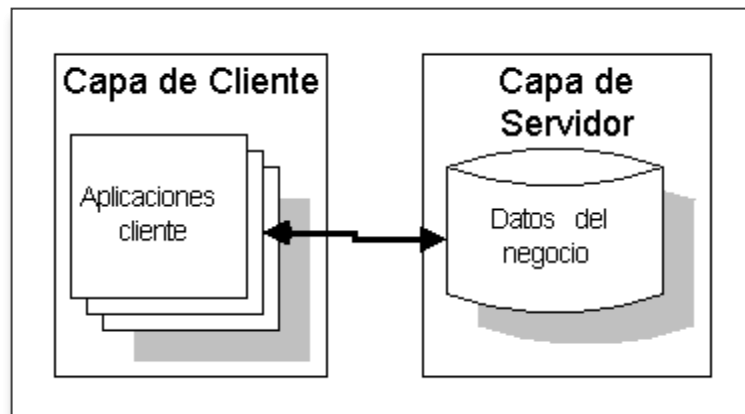 Capa de Cliente
Aplicaciones
cliente
Capa de
Servidor
Datos del
negocio